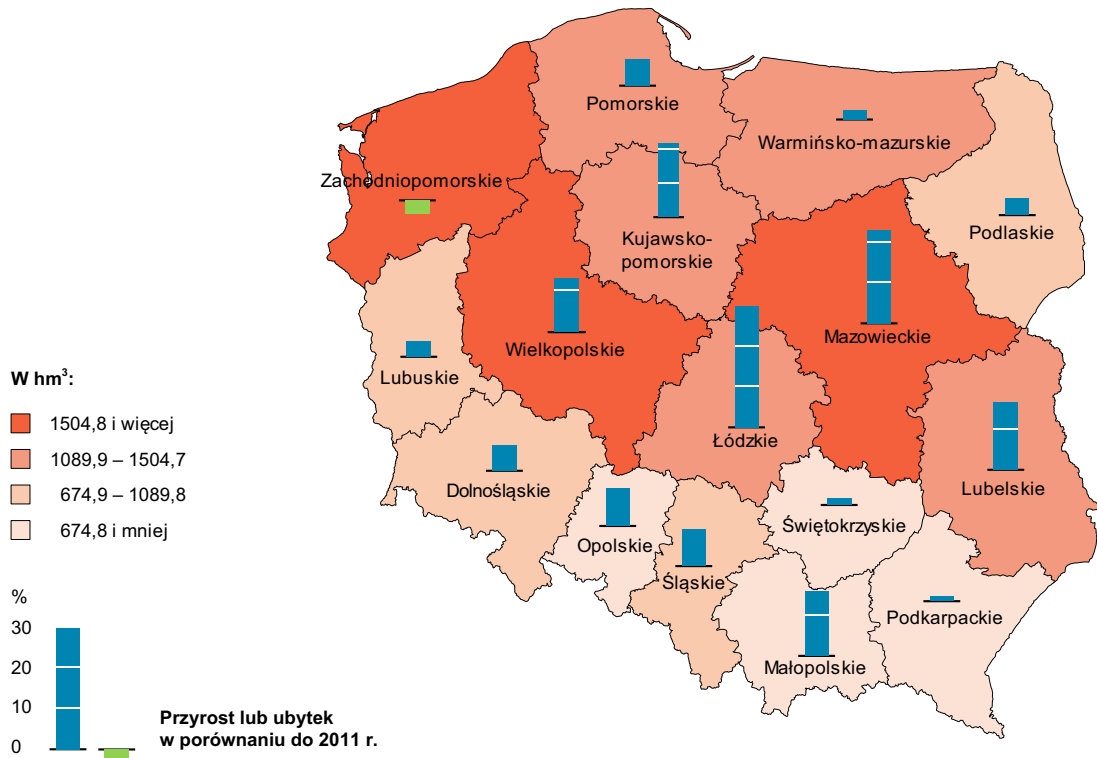 Pomorskie
Warmińsko-mazurskie
Zachodniopomorskie
Kujawsko-
pomorskie
Podlaskie
Wielkopolskie
Mazowieckie
Lubuskie
Łódzkie
Dolnośląskie
Lubelskie
Opolskie
Świętokrzyskie
Śląskie
Podkarpackie
Małopolskie
W hm³:
1504,8 i więcej
1089,9 – 1504,7
674,9 – 1089,8
674,8 i mniej
%
30
20
10
0
Przyrost lub ubytek
w porównaniu do 2011 r.